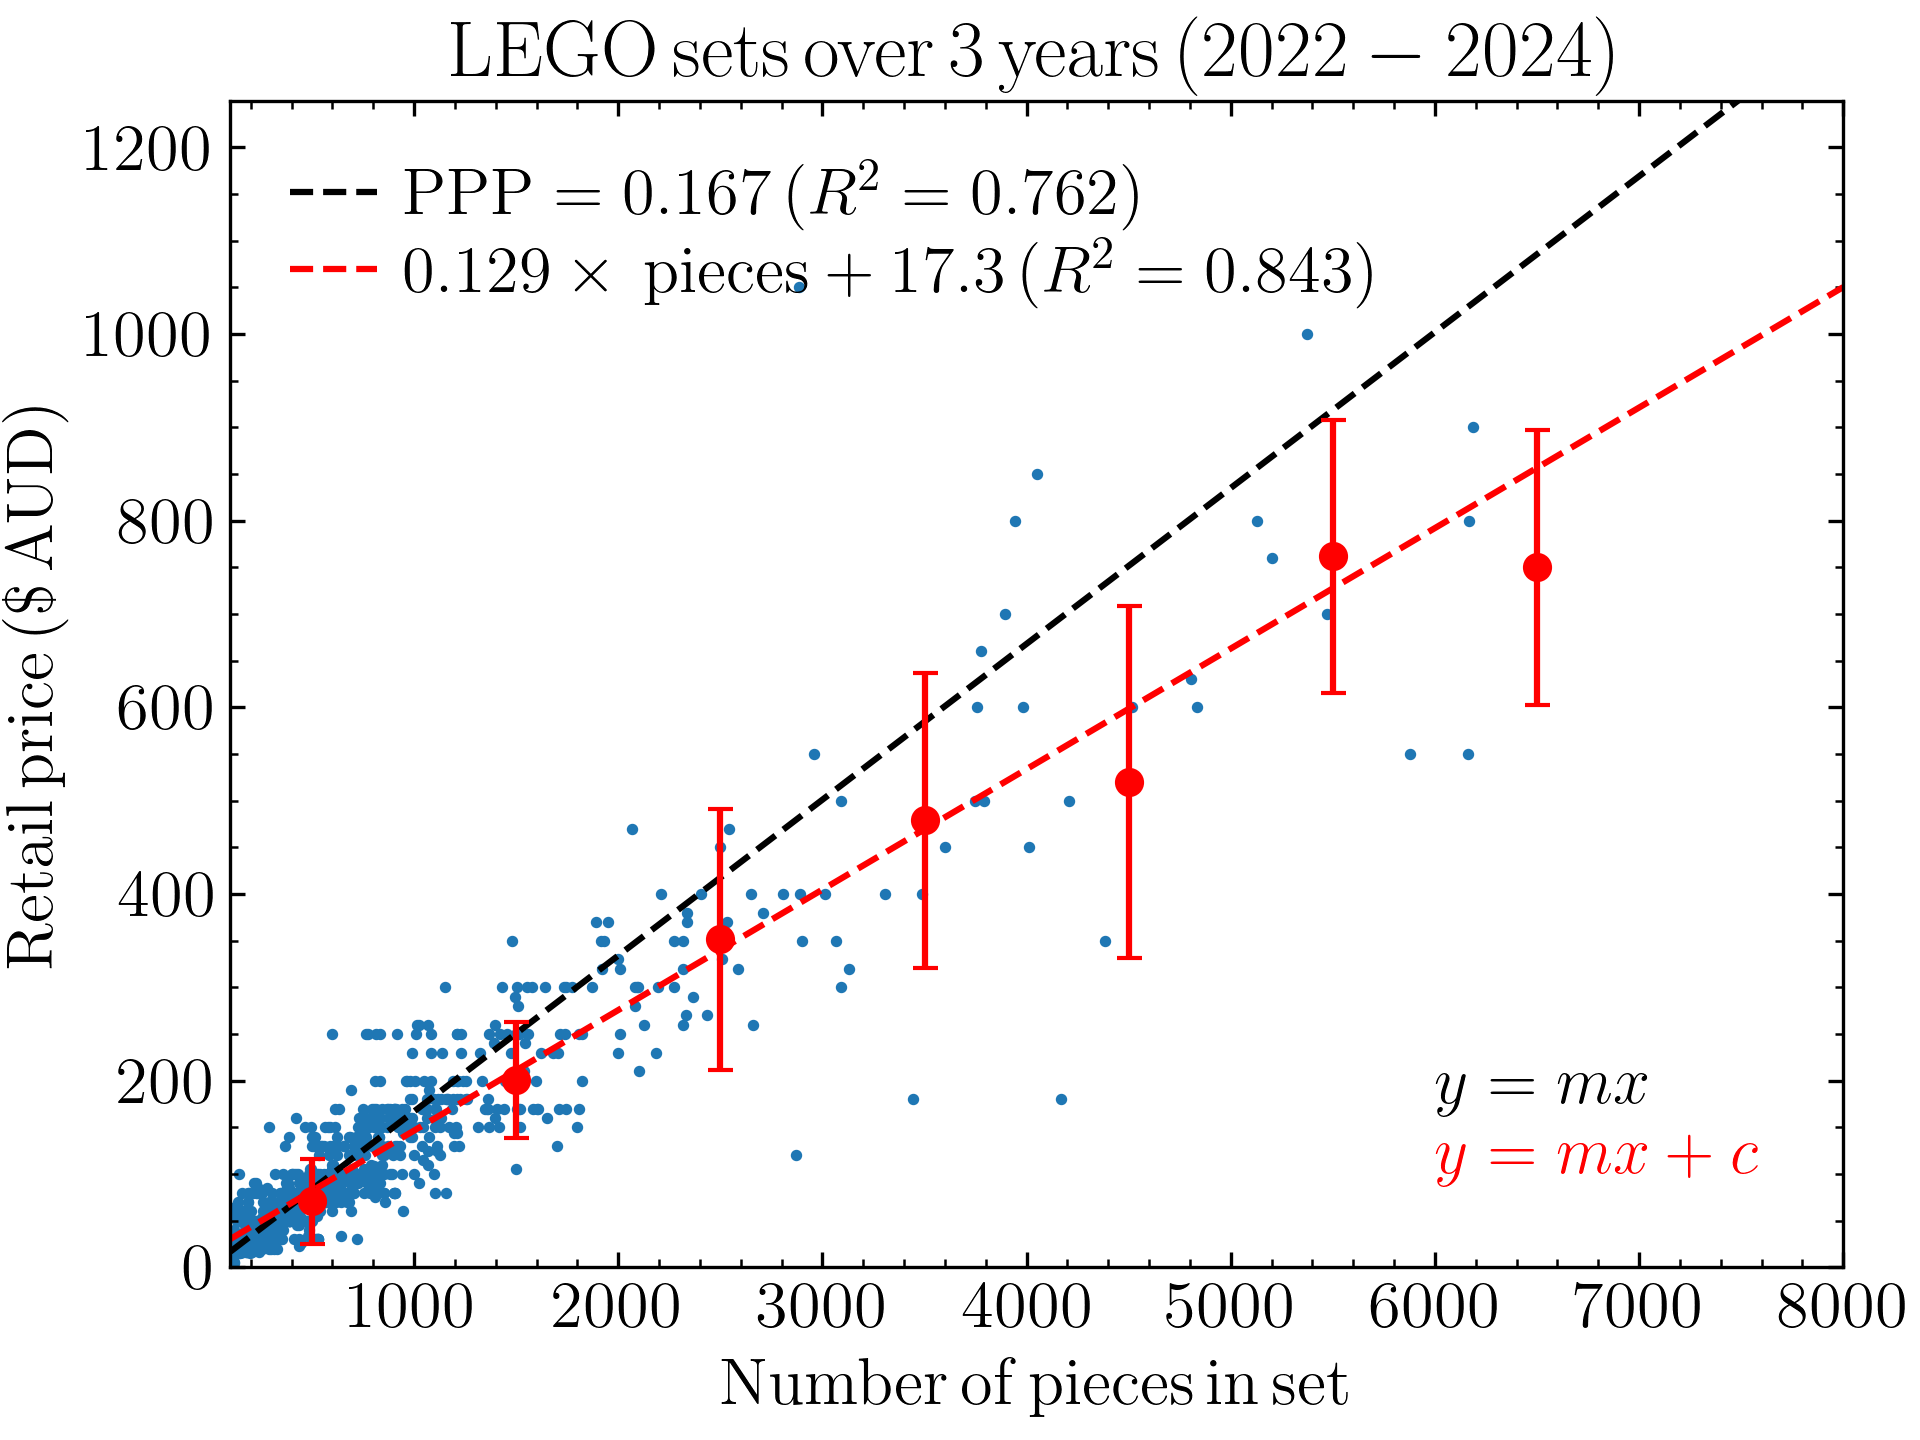 LEGO sets over 3 years (2022 − 2024)
PPP = 0.167 (R² = 0.762)
0.129 × pieces + 17.3 (R² = 0.843)
Retail price ($ AUD)
1200
1000
800
600
400
200
0
y = mx
y = mx + c
1000 2000 3000 4000 5000 6000 7000 8000
Number of pieces in set